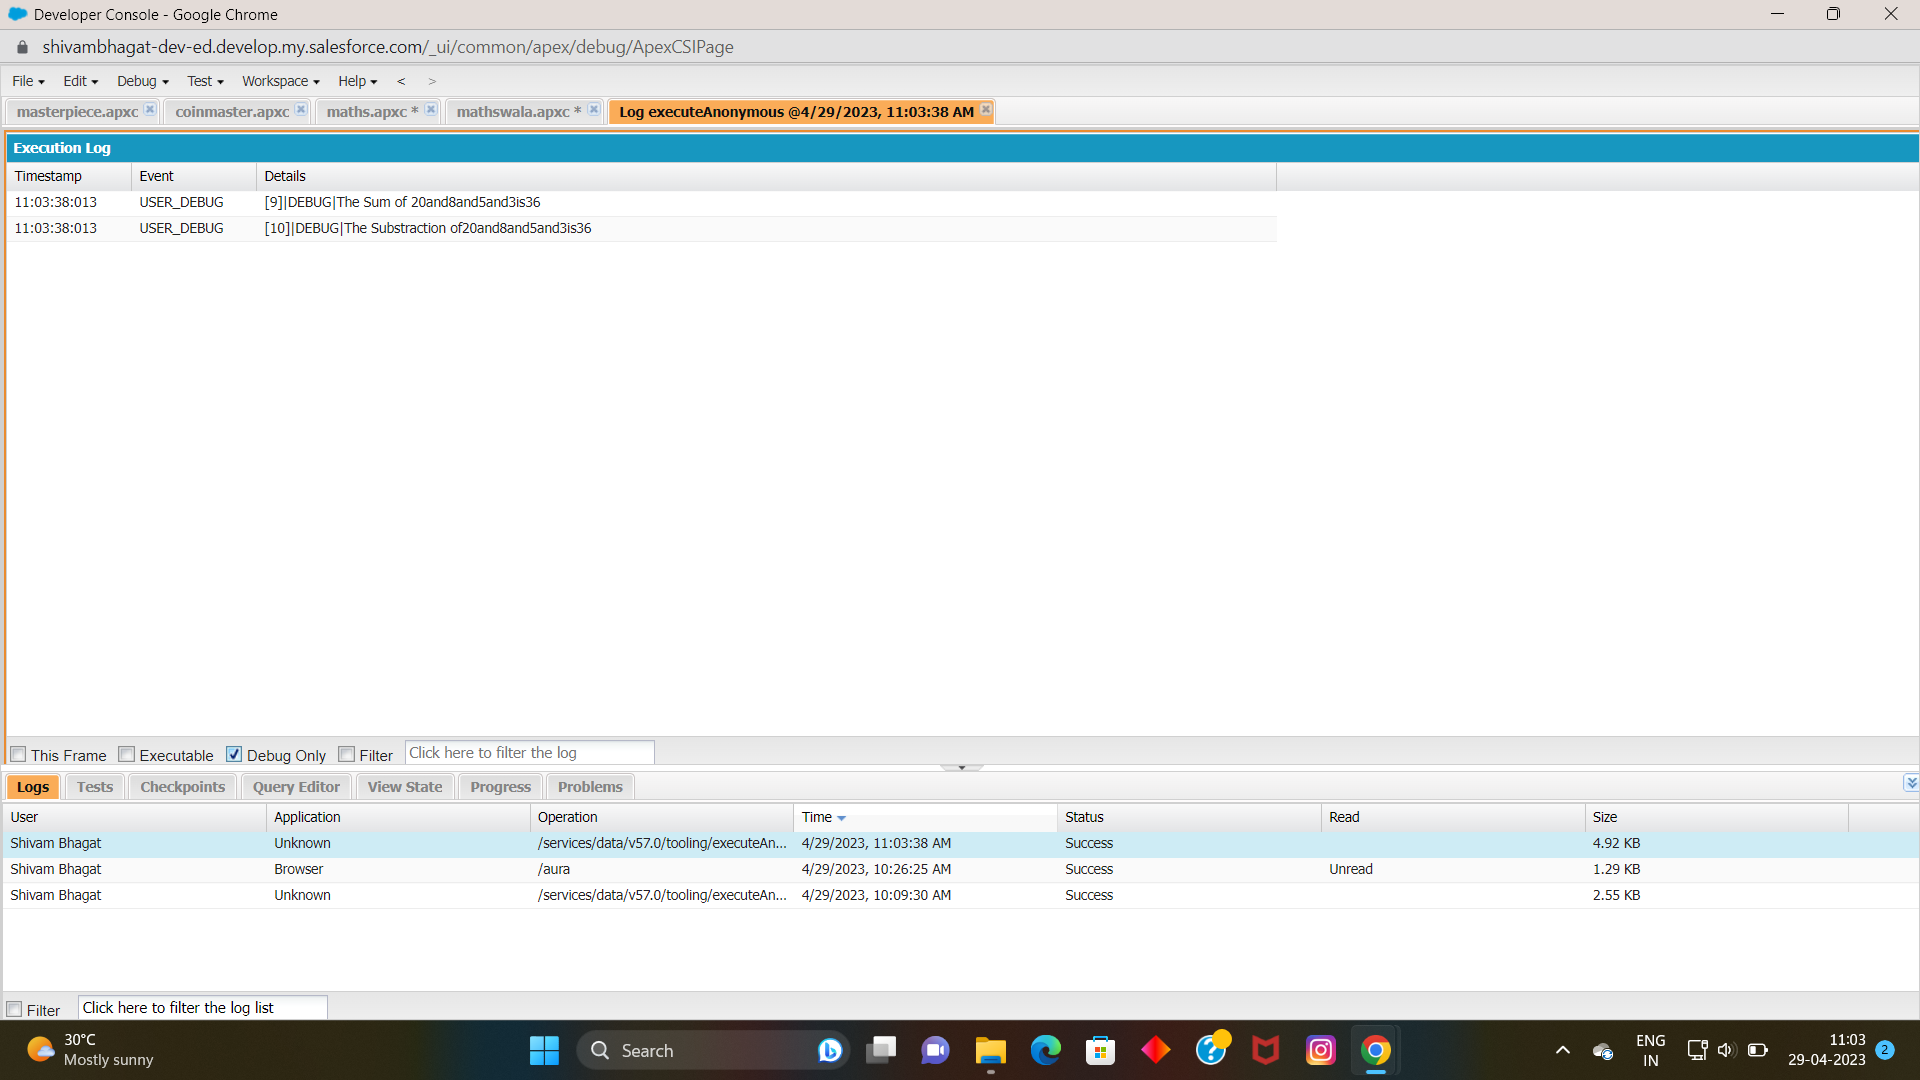 Developer Console - Google Chrome
shivambhagat-dev-ed.develop.my.salesforce.com/_ui/common/apex/debug/ApexCSIPage
File Edit Debug Test Workspace Help < >
masterpiece.apxc coinmaster.apxc maths.apxc * mathswala.apxc * Log executeAnonymous @4/29/2023, 11:03:38 AM
Execution Log
Timestamp Event Details
11:03:38:013 USER_DEBUG [9]|DEBUG|The Sum of 20and8and5and3is36
11:03:38:013 USER_DEBUG [10]|DEBUG|The Substraction of20and8and5and3is36
This Frame Executable Debug Only Filter Click here to filter the log
Logs Tests Checkpoints Query Editor View State Progress Problems
User Application Operation Time Status Read Size
Shivam Bhagat Unknown /services/data/v57.0/tooling/executeAn... 4/29/2023, 11:03:38 AM Success 4.92 KB
Shivam Bhagat Browser /aura 4/29/2023, 10:26:25 AM Success Unread 1.29 KB
Shivam Bhagat Unknown /services/data/v57.0/tooling/executeAn... 4/29/2023, 10:09:30 AM Success 2.55 KB
Filter Click here to filter the log list
30°C
Mostly sunny
Search
ENG
IN
11:03
29-04-2023
2